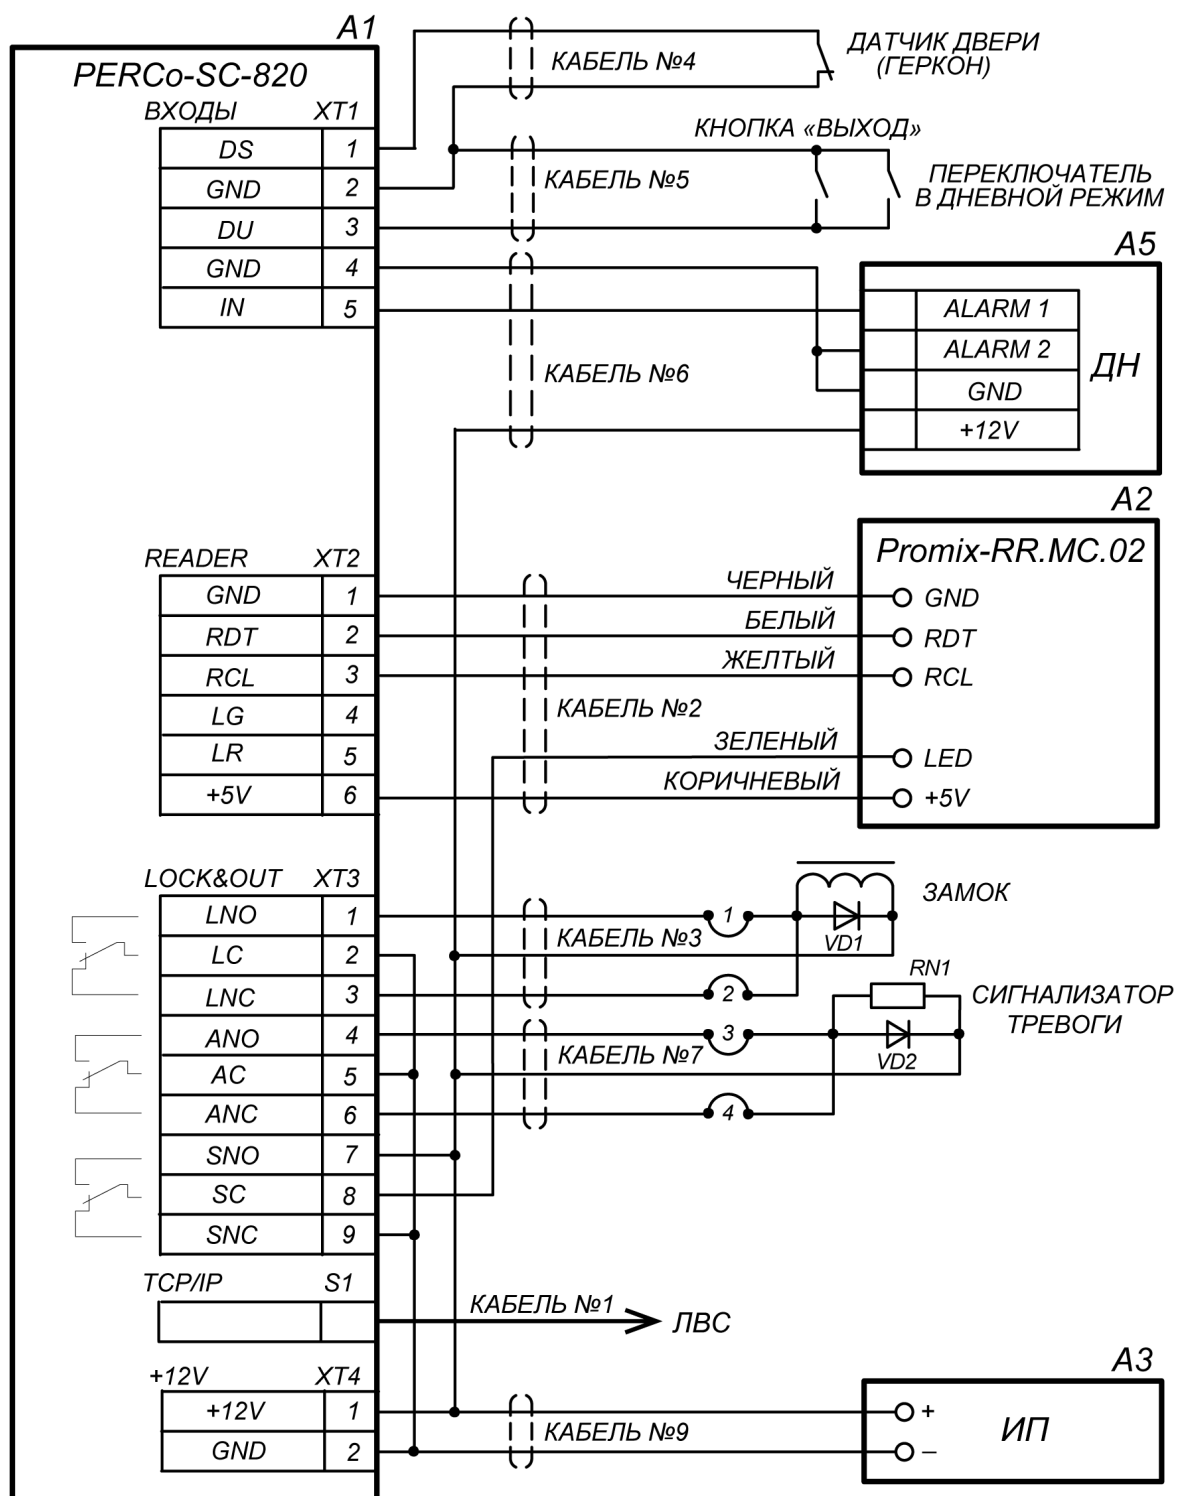 A1
PERCo-SC-820
ВХОДЫ XT1
DS 1
GND 2
DU 3
GND 4
IN 5
КАБЕЛЬ №4
ДАТЧИК ДВЕРИ
(ГЕРКОН)
КНОПКА «ВЫХОД»
КАБЕЛЬ №5
ПЕРЕКЛЮЧАТЕЛЬ
В ДНЕВНОЙ РЕЖИМ
A5
ALARM 1
ALARM 2
GND
+12V
ДН
КАБЕЛЬ №6
A2
Promix-RR.MC.02
READER XT2
GND 1
RDT 2
RCL 3
LG 4
LR 5
+5V 6
ЧЕРНЫЙ
БЕЛЫЙ
ЖЕЛТЫЙ
КАБЕЛЬ №2
ЗЕЛЕНЫЙ
КОРИЧНЕВЫЙ
GND
RDT
RCL
LED
+5V
LOCK&OUT XT3
LNO 1
LC 2
LNC 3
ANO 4
AC 5
ANC 6
SNO 7
SC 8
SNC 9
КАБЕЛЬ №3
1
VD1
ЗАМОК
2
RN1
СИГНАЛИЗАТОР
ТРЕВОГИ
3
VD2
КАБЕЛЬ №7
4
TCP/IP S1
КАБЕЛЬ №1
ЛВС
+12V XT4
+12V 1
GND 2
КАБЕЛЬ №9
A3
+
–
ИП